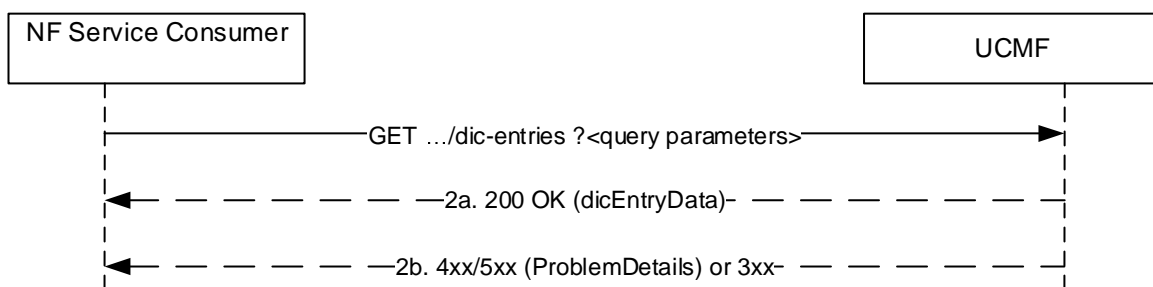 NF Service Consumer
UCMF
GET …/dic-entries ?<query parameters>
2a. 200 OK (dicEntryData)
2b. 4xx/5xx (ProblemDetails) or 3xx